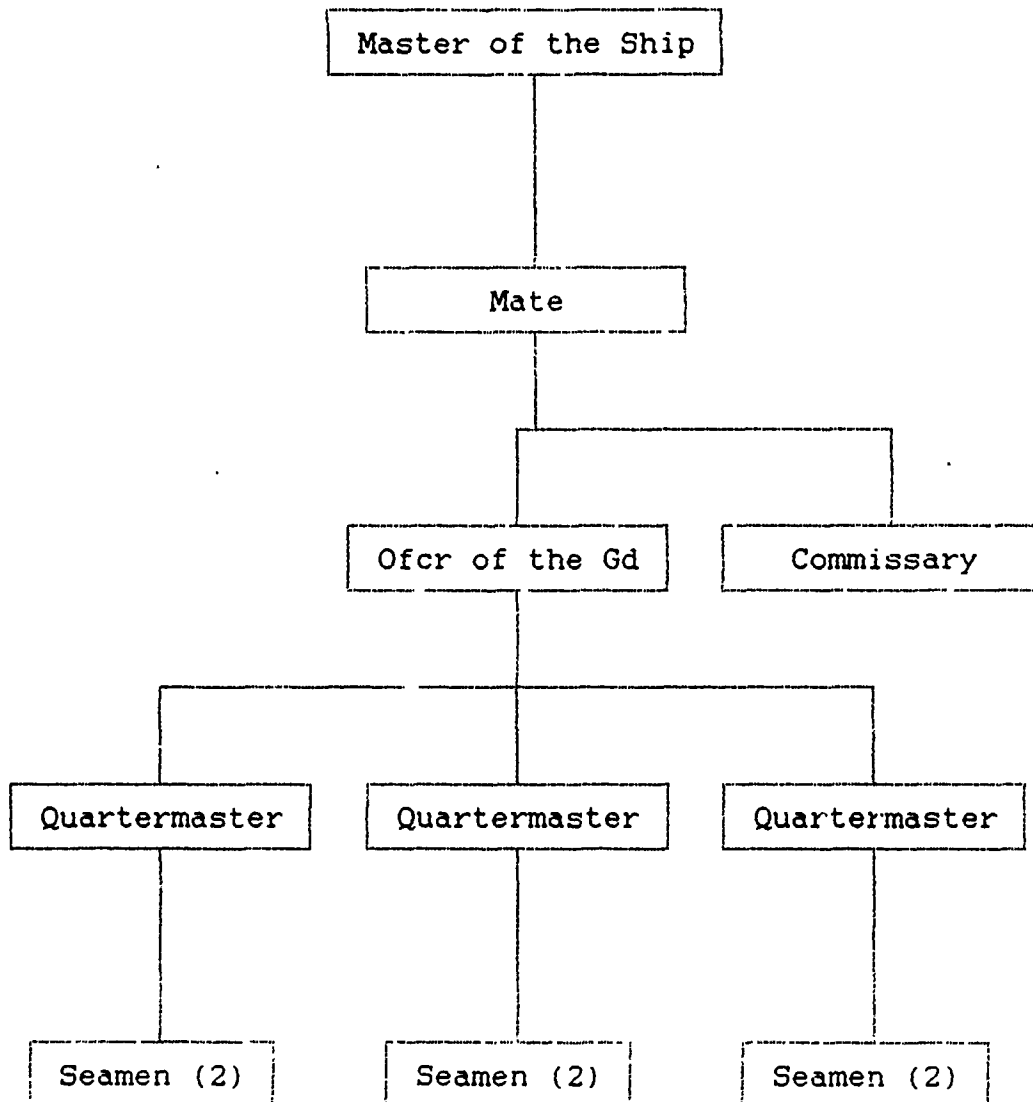 Master of the Ship
Mate
Ofcr of the Gd
Commissary
Quartermaster
Quartermaster
Quartermaster
Seamen (2)
Seamen (2)
Seamen (2)